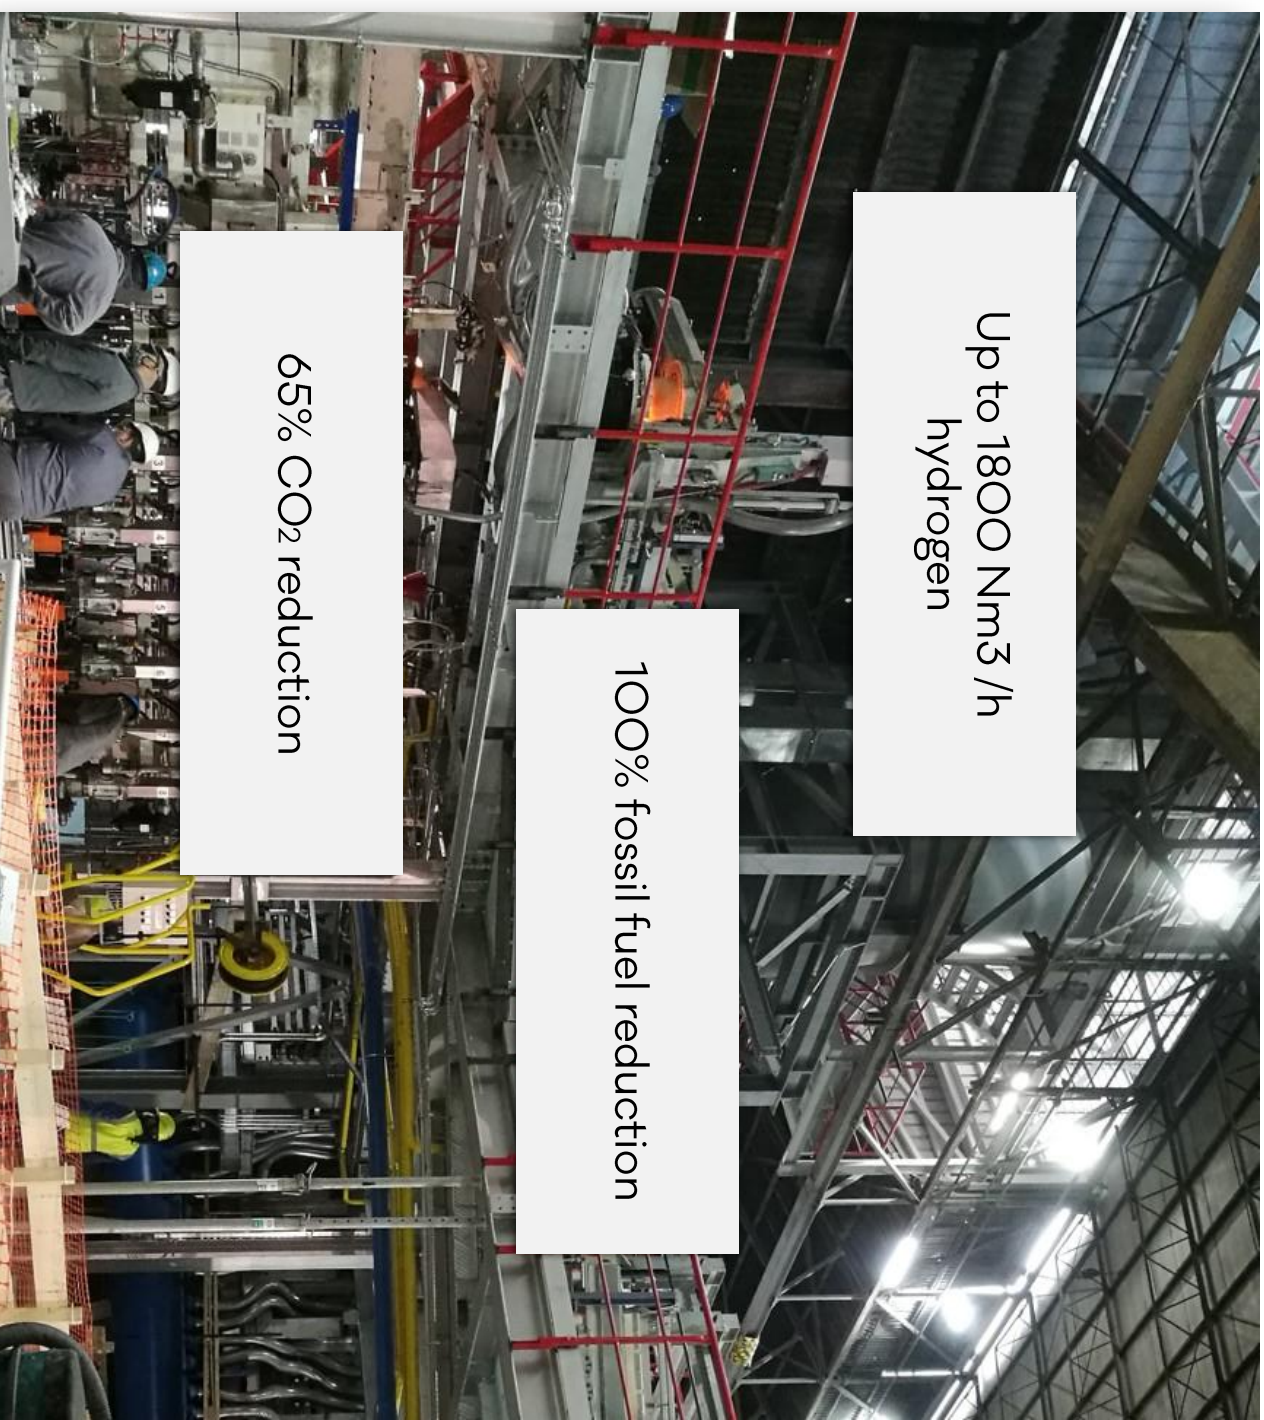 Up to 1800 Nm3 /h
hydrogen
100% fossil fuel reduction
65% CO2 reduction